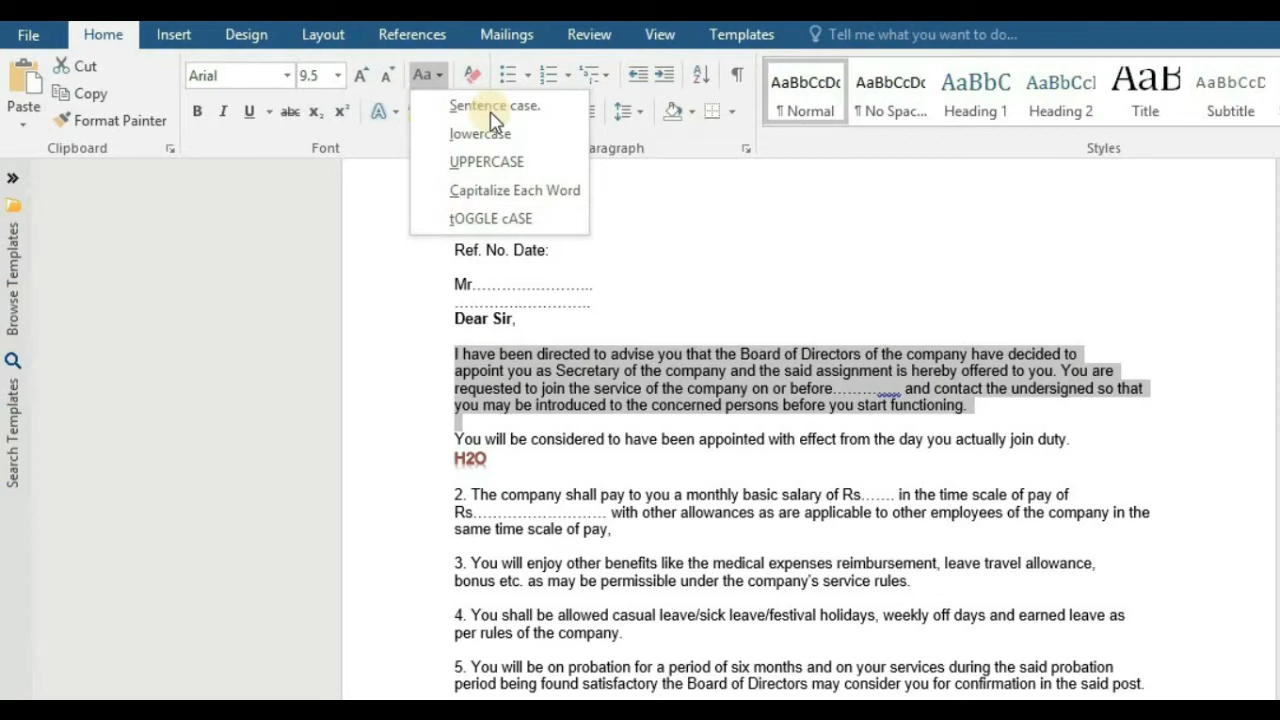 File Home Insert Design Layout References Mailings Review View Templates Tell me what you want to do...
Cut
Copy
Format Painter
Paste
Clipboard
Arial 9.5 Aa
B I U abc x₂ x² A
Font
Sentence case.
lowercase
UPPERCASE
Capitalize Each Word
tOGGLE cASE
aragraph
AaBbCcDc AaBbCcDc AaBbC AaBbCcI AaB AaBbCcD
¶ Normal ¶ No Spac... Heading 1 Heading 2 Title Subtitle
Styles
Browse Templates
Search Templates
Ref. No. Date:
Mr.…………………...
…………………….
Dear Sir,
I have been directed to advise you that the Board of Directors of the company have decided to
appoint you as Secretary of the company and the said assignment is hereby offered to you. You are
requested to join the service of the company on or before…………… and contact the undersigned so that
you may be introduced to the concerned persons before you start functioning.
You will be considered to have been appointed with effect from the day you actually join duty.
H2O
2. The company shall pay to you a monthly basic salary of Rs……. in the time scale of pay of
Rs…………………… with other allowances as are applicable to other employees of the company in the
same time scale of pay,
3. You will enjoy other benefits like the medical expenses reimbursement, leave travel allowance,
bonus etc. as may be permissible under the company's service rules.
4. You shall be allowed casual leave/sick leave/festival holidays, weekly off days and earned leave as
per rules of the company.
5. You will be on probation for a period of six months and on your services during the said probation
period being found satisfactory the Board of Directors may consider you for confirmation in the said post.